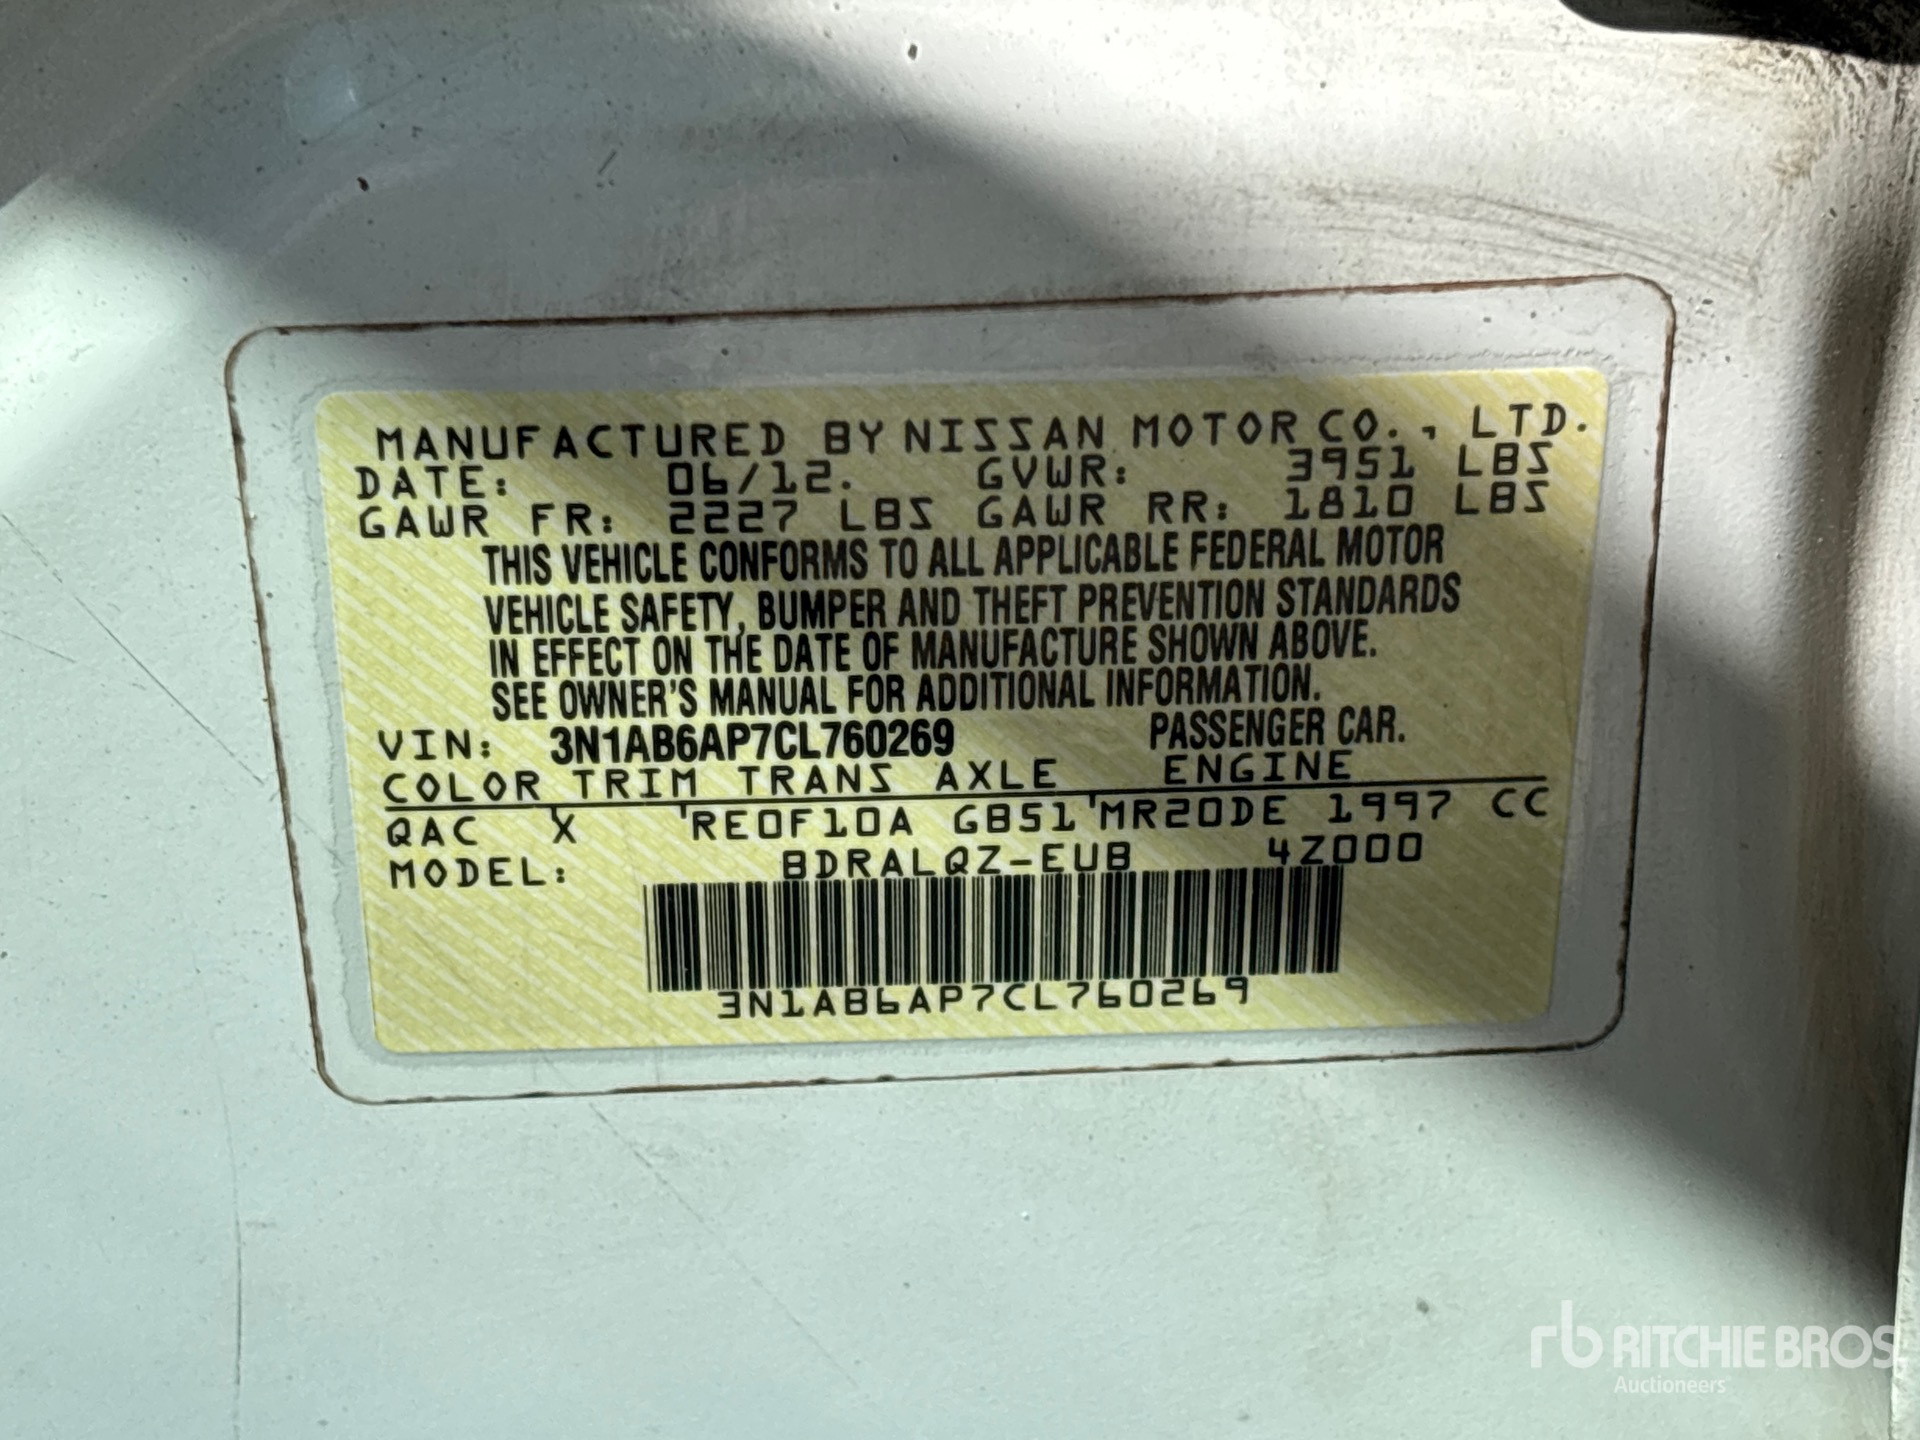 MANUFACTURED BY NISSAN MOTOR CO., LTD.
DATE: 06/12. GVWR: 3951 LBS
GAWR FR: 2227 LBS GAWR RR: 1810 LBS
THIS VEHICLE CONFORMS TO ALL APPLICABLE FEDERAL MOTOR
VEHICLE SAFETY, BUMPER AND THEFT PREVENTION STANDARDS
IN EFFECT ON THE DATE OF MANUFACTURE SHOWN ABOVE.
SEE OWNER'S MANUAL FOR ADDITIONAL INFORMATION.
VIN: 3N1AB6AP7CL760269 PASSENGER CAR.
COLOR TRIM TRANS AXLE ENGINE
QAC X 'RE0F10A GB51'MR20DE 1997 CC
MODEL: BDRALQZ-EUB 4Z000
3N1AB6AP7CL760269
rb RITCHIE BROS
Auctioneers